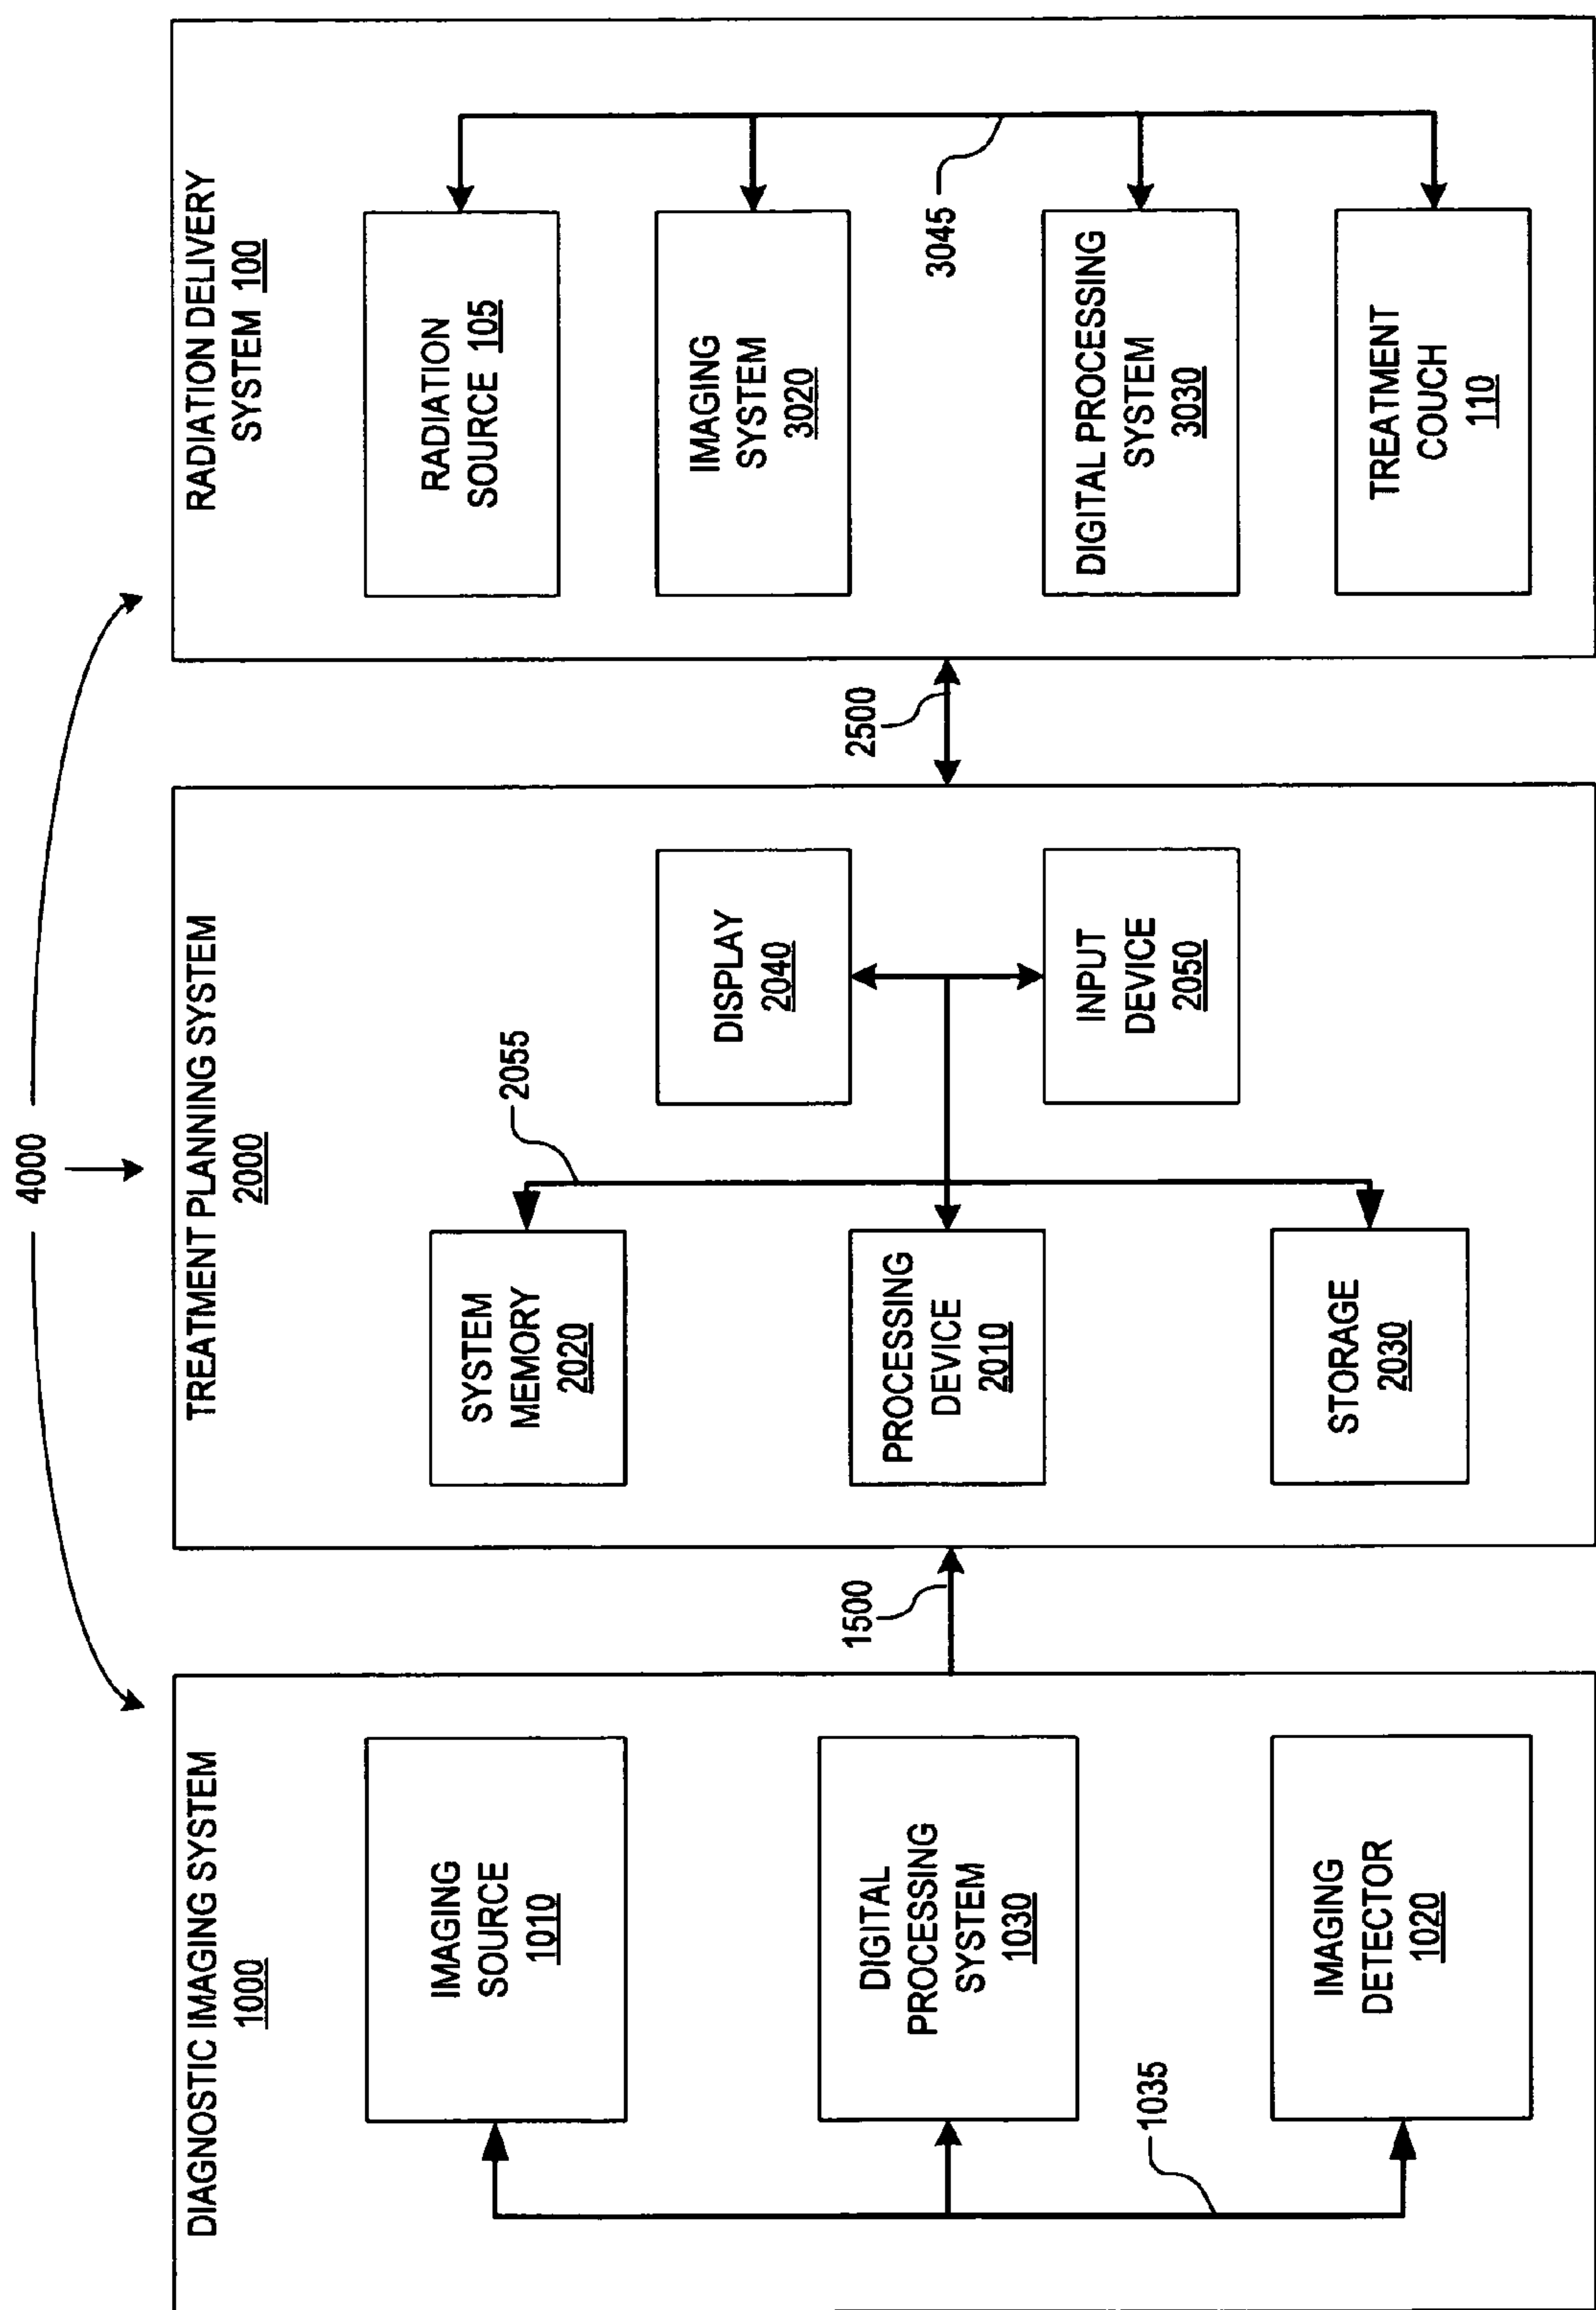 4000
DIAGNOSTIC IMAGING SYSTEM
1000
IMAGING
SOURCE
1010
DIGITAL
PROCESSING
SYSTEM
1030
IMAGING
DETECTOR
1020
1035
1500
TREATMENT PLANNING SYSTEM
2000
SYSTEM
MEMORY
2020
2055
PROCESSING
DEVICE
2010
STORAGE
2030
DISPLAY
2040
INPUT
DEVICE
2050
2500
RADIATION DELIVERY
SYSTEM 100
RADIATION
SOURCE 105
IMAGING
SYSTEM
3020
3045
DIGITAL PROCESSING
SYSTEM
3030
TREATMENT
COUCH
110